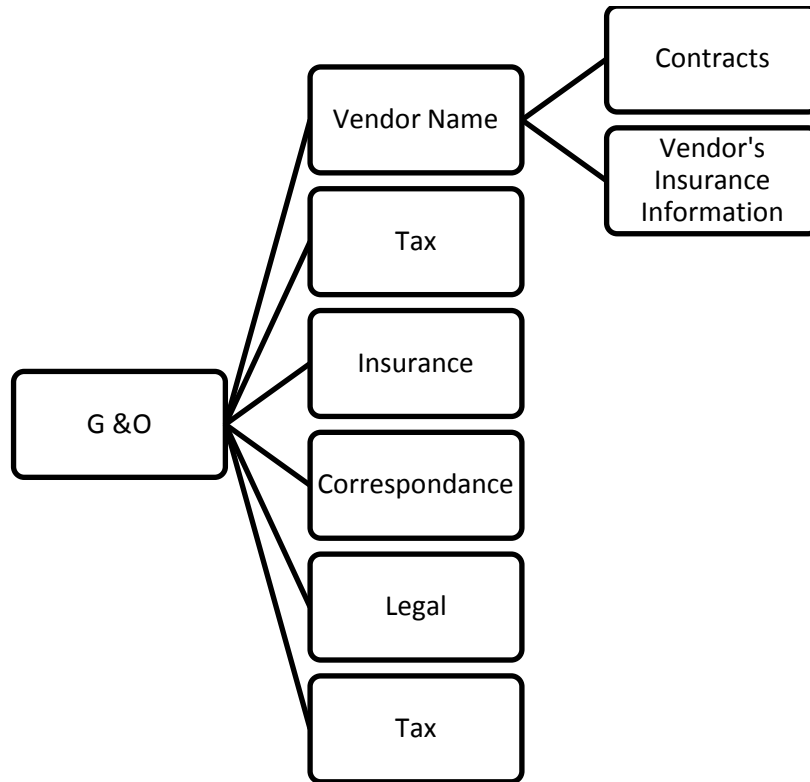 Contracts
Vendor Name
Vendor's
Insurance
Information
Tax
Insurance
G &O
Correspondance
Legal
Tax